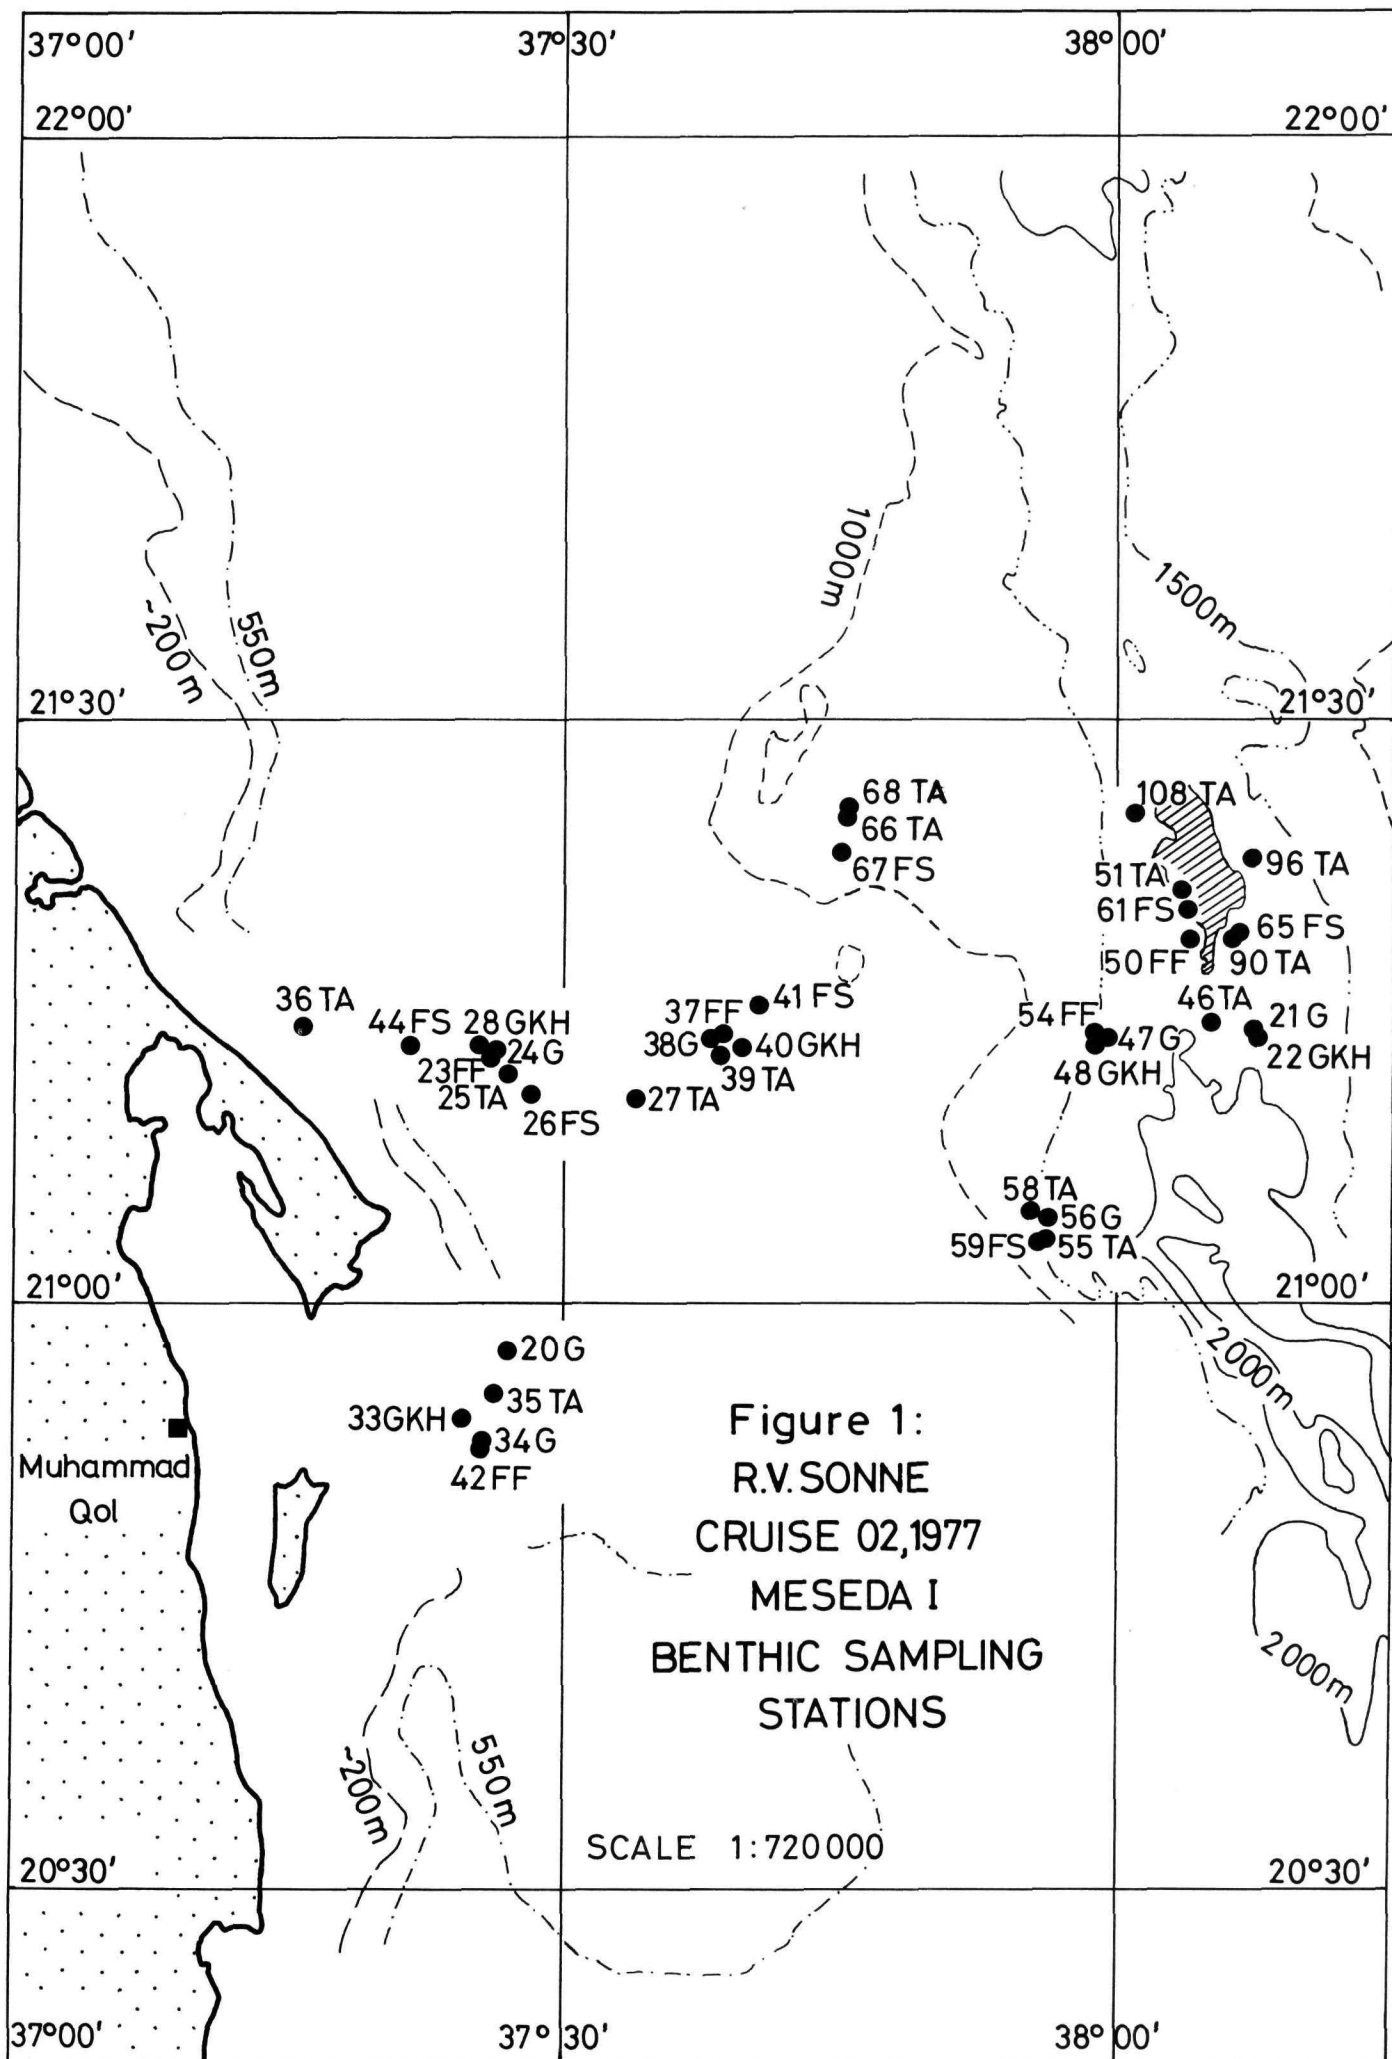 37°00'
37°30'
38°00'
22°00'
22°00'
1000m
1500m
~200m
550m
21°30'
21°30'
68 TA
66 TA
67 FS
108 TA
96 TA
51 TA
61 FS
65 FS
50 FF
90 TA
36 TA
44 FS
28 GKH
24 G
23 FF
25 TA
26 FS
27 TA
37 FF
41 FS
38 G
40 GKH
39 TA
54 FF
47 G
48 GKH
46 TA
21 G
22 GKH
58 TA
56 G
59 FS
55 TA
21°00'
21°00'
20 G
35 TA
33 GKH
34 G
42 FF
2000m
Muhammad
Qol
Figure 1:
R.V. SONNE
CRUISE 02,1977
MESEDA I
BENTHIC SAMPLING
STATIONS
2000m
~200m
550m
SCALE 1:720000
20°30'
20°30'
37°00'
37°30'
38°00'